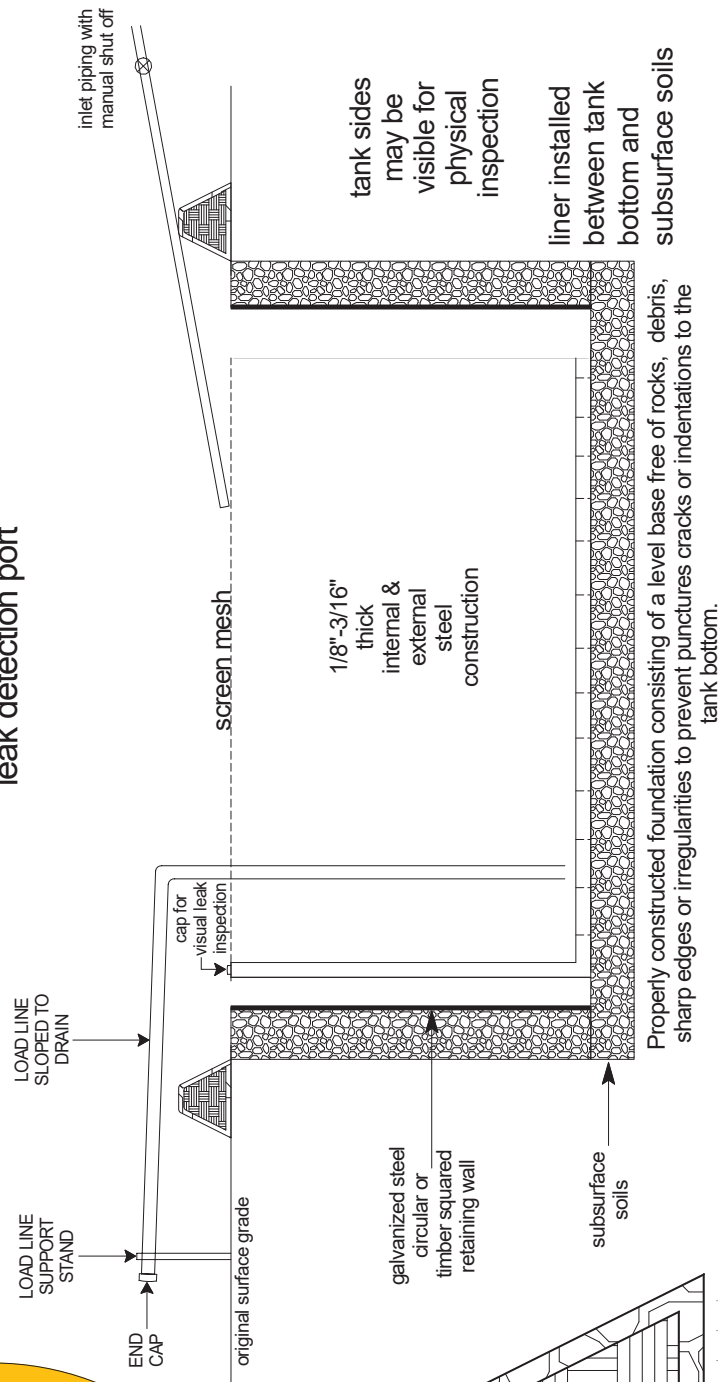 leak detection port
inlet piping with
manual shut off
LOAD LINE
SUPPORT
STAND
LOAD LINE
SLOPED TO
DRAIN
END
CAP
cap for
visual leak
inspection
screen mesh
original surface grade
tank sides
may be
visible for
physical
inspection
1/8"-3/16"
thick
internal &
external
steel
construction
galvanized steel
circular or
timber squared
retaining wall
liner installed
between tank
bottom and
subsurface soils
subsurface
soils
Properly constructed foundation consisting of a level base free of rocks, debris,
sharp edges or irregularities to prevent punctures cracks or indentations to the
tank bottom.